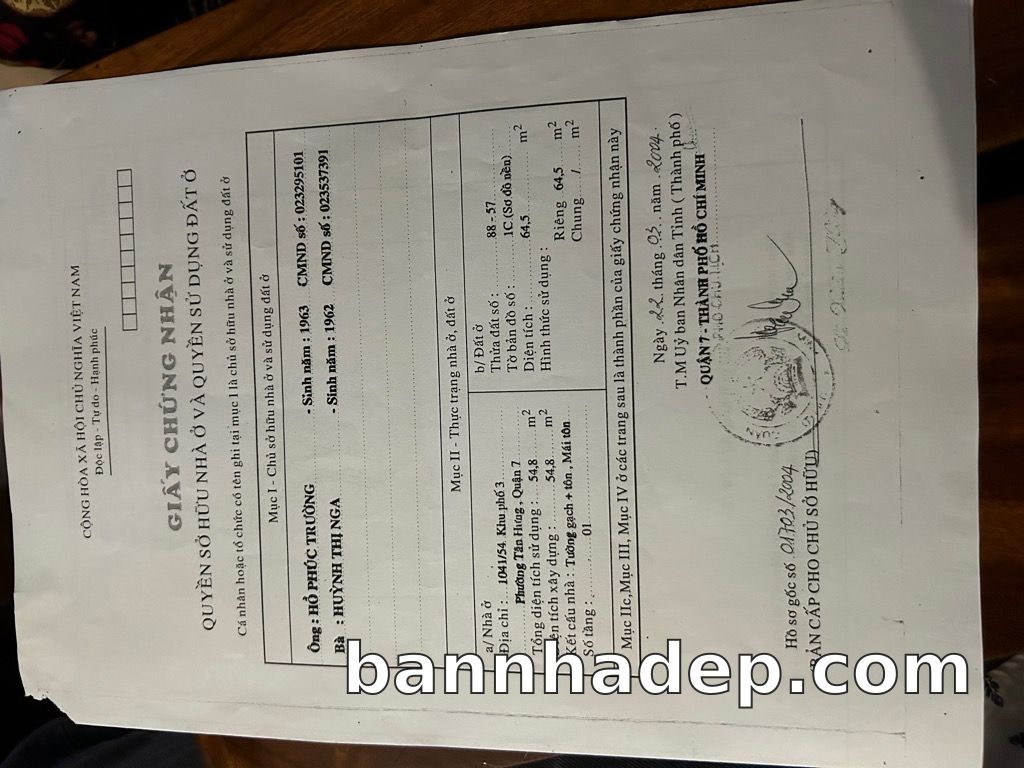 CỘNG HÒA XÃ HỘI CHỦ NGHĨA VIỆT NAM
Độc lập - Tự do - Hạnh phúc
GIẤY CHỨNG NHẬN
QUYỀN SỞ HỮU NHÀ Ở VÀ QUYỀN SỬ DỤNG ĐẤT Ở
Cá nhân hoặc tổ chức có tên ghi tại mục I là chủ sở hữu nhà ở và sử dụng đất ở
Mục I - Chủ sở hữu nhà ở và sử dụng đất ở
Ông : HỒ PHÚC TRƯỜNG - Sinh năm : 1963 CMND số : 023295101
Bà : HUỲNH THỊ NGA - Sinh năm : 1962 CMND số : 023537391
Mục II - Thực trạng nhà ở, đất ở
a/ Nhà ở
Địa chỉ : 1041/54. Khu phố 3
Phường Tân Hưng, Quận 7
Tổng diện tích sử dụng : 54,8 m2
tích xây dựng : 54,8 m2
Kết cấu nhà : Tường gạch + tôn, Mái tôn
Số tầng : 01
b/ Đất ở
Thửa đất số : 88 - 57
Tờ bản đồ số : 1C (Sơ đồ nền)
Diện tích : 64,5 m2
Hình thức sử dụng :
Riêng 64,5 m2
Chung / m2
Mục IIc,Mục III, Mục IV ở các trang sau là thành phần của giấy chứng nhận này
Ngày 22 tháng 03 năm 2004
T.M Uỷ ban Nhân dân Tỉnh ( Thành phố )
QUẬN 7 - THÀNH PHỐ HỒ CHÍ MINH
PHÓ CHỦ TỊCH
Hồ sơ gốc số 01703/2004
BẢN CẤP CHO CHỦ SỞ HỮU)
bannhadep.com